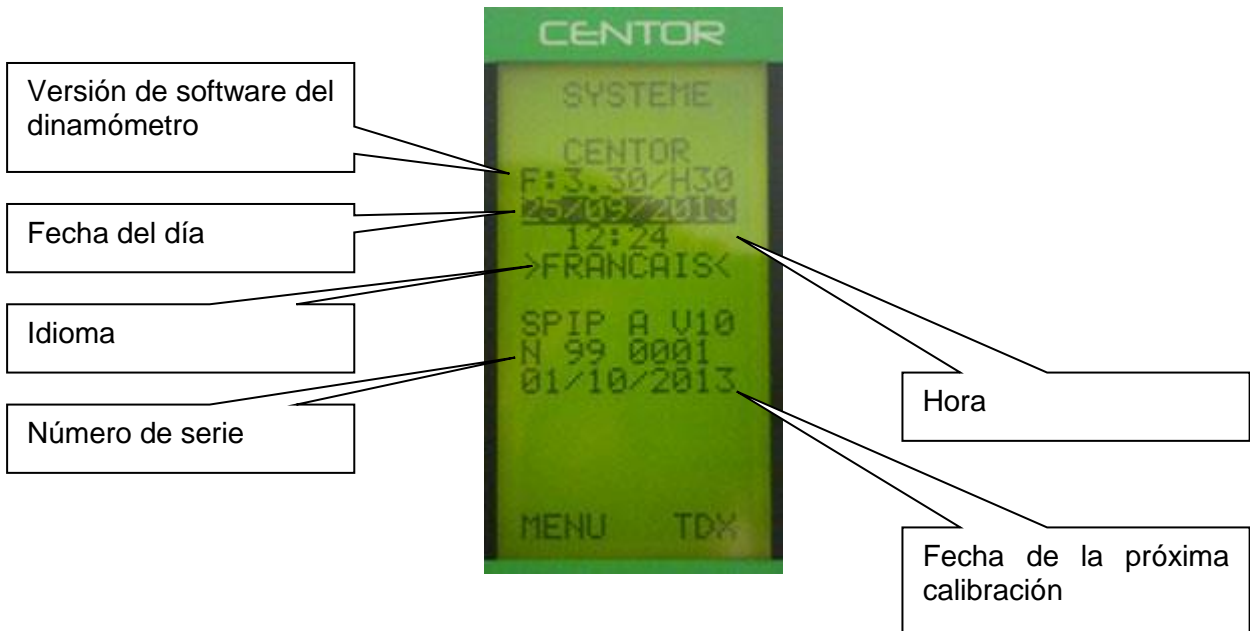 CENTOR
Versión de software del
dinamómetro
Fecha del día
Idioma
Número de serie
SYSTEME
CENTOR
F:3.30/H30
25/09/2013
12:24
>FRANCAIS<
SPIP A V10
N 99 0001
01/10/2013
MENU TDX
Hora
Fecha de la próxima
calibración